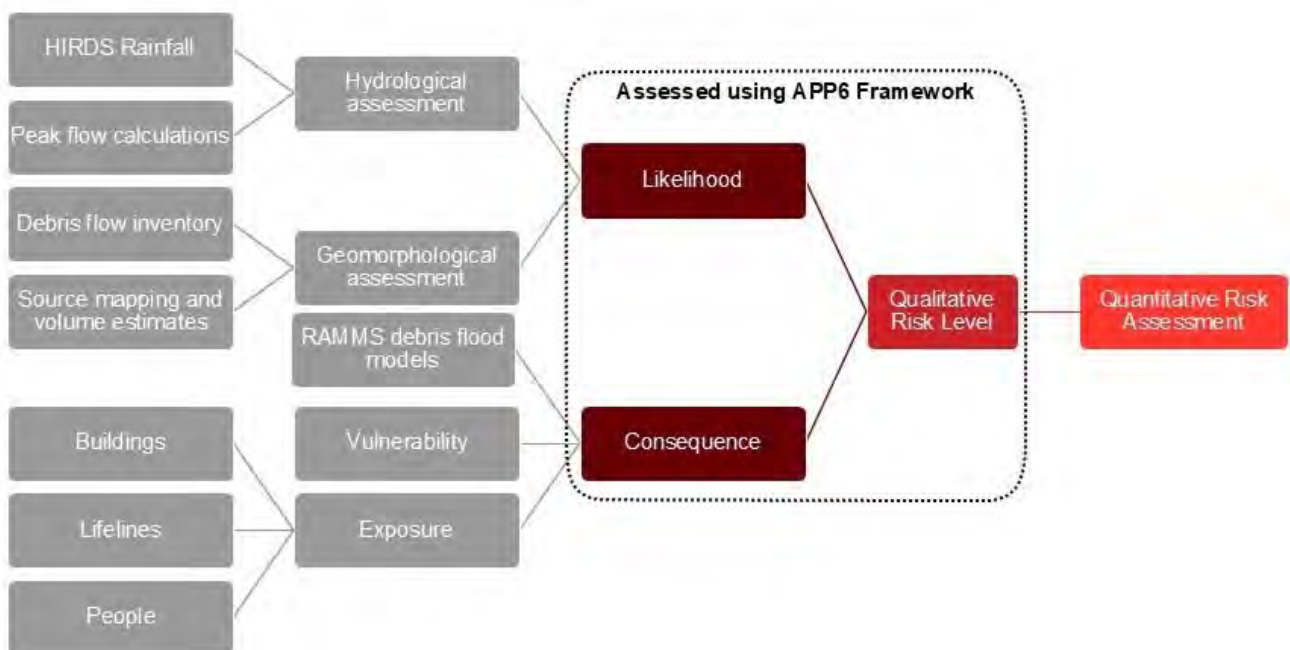 HIRDS Rainfall
Peak flow calculations
Hydrological
assessment
Debris flow inventory
Source mapping and
volume estimates
Geomorphological
assessment
RAMMS debris flood
models
Buildings
Lifelines
People
Vulnerability
Exposure
Assessed using APP6 Framework
Likelihood
Consequence
Qualitative
Risk Level
Quantitative Risk
Assessment